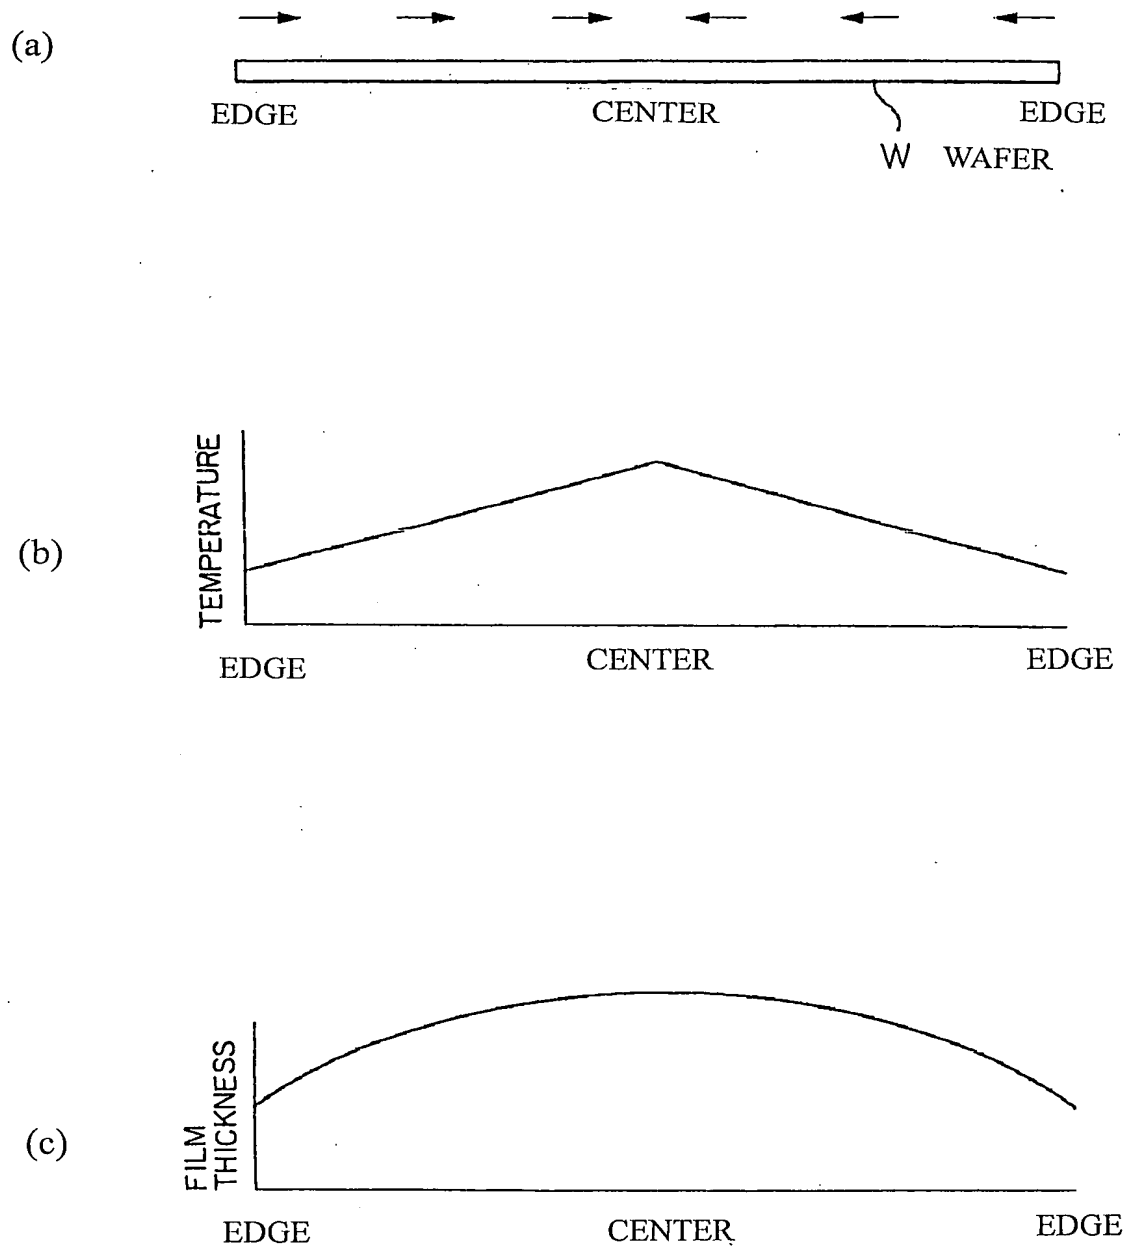 (a)
EDGE CENTER EDGE
W WAFER
(b)
TEMPERATURE
EDGE CENTER EDGE
(c)
FILM
THICKNESS
EDGE CENTER EDGE